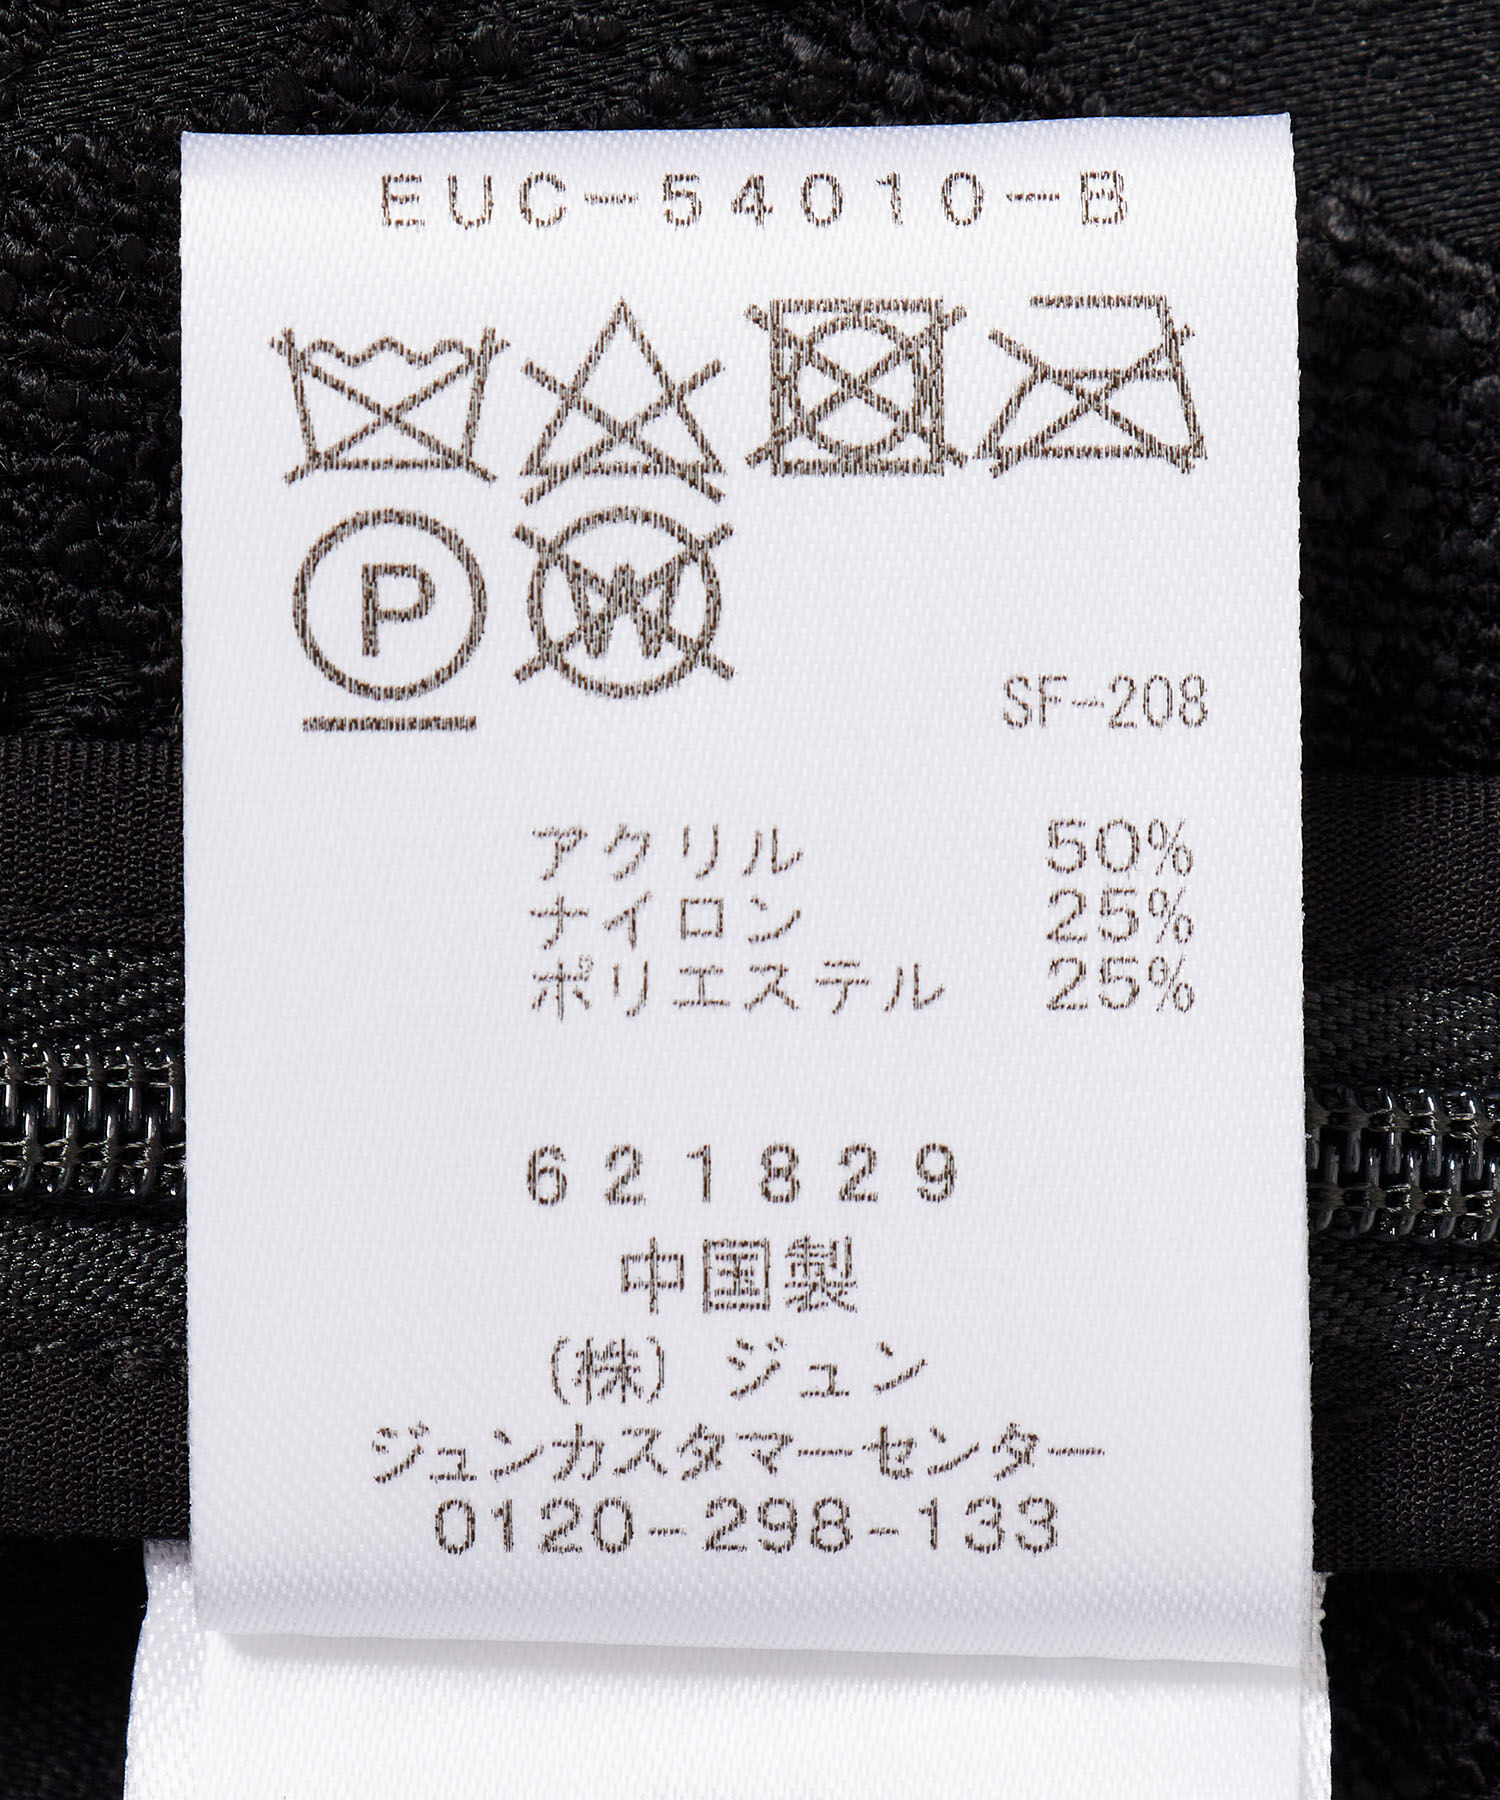 EUC-54010-B
P W
SF-208
アクリル 50%
ナイロン 25%
ポリエステル 25%
621829
中国製
(株) ジュン
ジュンカスタマーセンター
0120-298-133